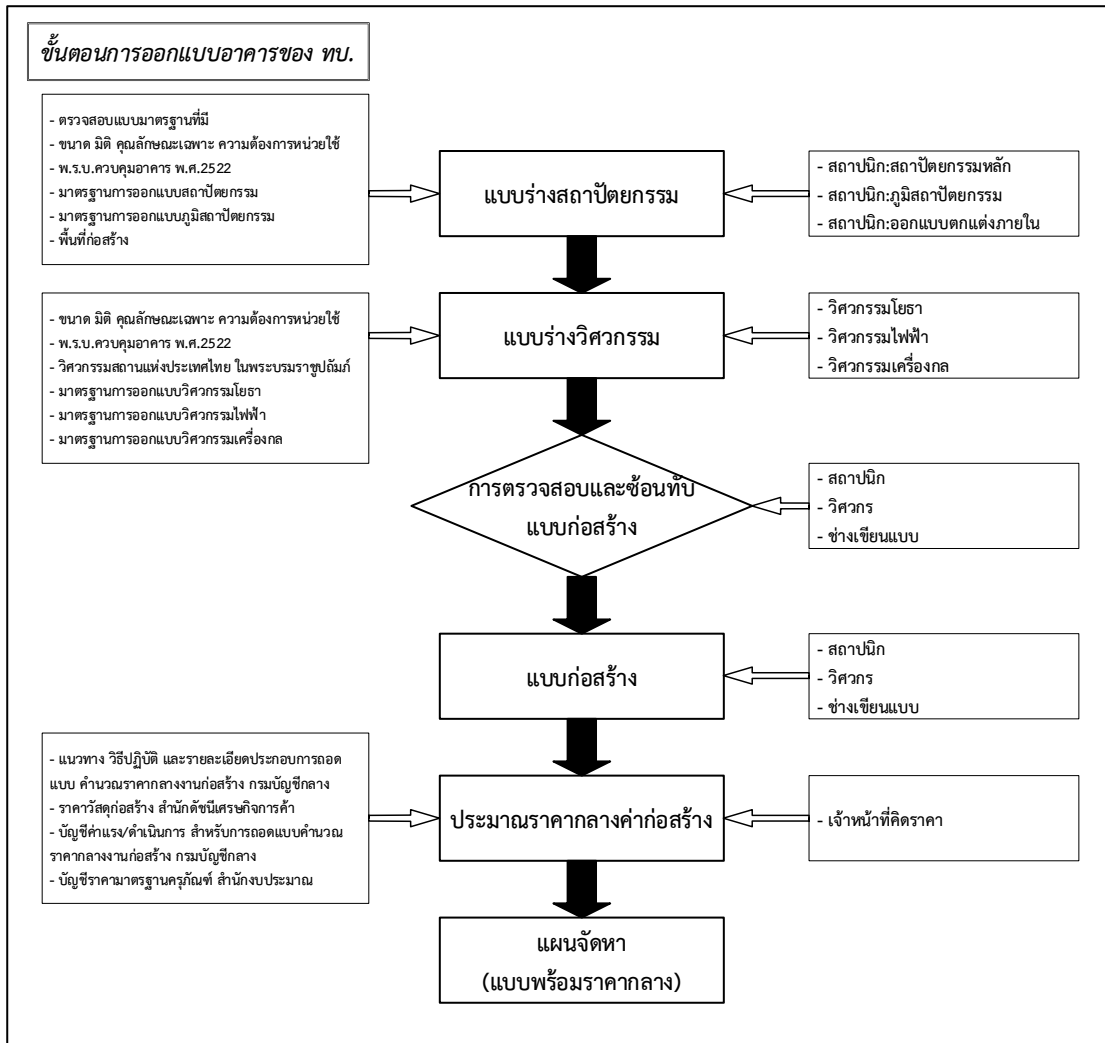 ขั้นตอนการออกแบบอาคารของ ทบ.
- ตรวจสอบแบบมาตรฐานที่มี
- ขนาด มิติ คุณลักษณะเฉพาะ ความต้องการหน่วยใช้
- พ.ร.บ.ควบคุมอาคาร พ.ศ.2522
- มาตรฐานการออกแบบสถาปัตยกรรม
- มาตรฐานการออกแบบภูมิสถาปัตยกรรม
- พื้นที่ก่อสร้าง
แบบร่างสถาปัตยกรรม
- สถาปนิก:สถาปัตยกรรมหลัก
- สถาปนิก:ภูมิสถาปัตยกรรม
- สถาปนิก:ออกแบบตกแต่งภายใน
- ขนาด มิติ คุณลักษณะเฉพาะ ความต้องการหน่วยใช้
- พ.ร.บ.ควบคุมอาคาร พ.ศ.2522
- วิศวกรรมสถานแห่งประเทศไทย ในพระบรมราชูปถัมภ์
- มาตรฐานการออกแบบวิศวกรรมโยธา
- มาตรฐานการออกแบบวิศวกรรมไฟฟ้า
- มาตรฐานการออกแบบวิศวกรรมเครื่องกล
แบบร่างวิศวกรรม
- วิศวกรรมโยธา
- วิศวกรรมไฟฟ้า
- วิศวกรรมเครื่องกล
การตรวจสอบและซ้อนทับ
แบบก่อสร้าง
- สถาปนิก
- วิศวกร
- ช่างเขียนแบบ
แบบก่อสร้าง
- สถาปนิก
- วิศวกร
- ช่างเขียนแบบ
- แนวทาง วิธีปฏิบัติ และรายละเอียดประกอบการถอด
แบบ คำนวณราคากลางงานก่อสร้าง กรมบัญชีกลาง
- ราคาวัสดุก่อสร้าง สำนักดัชนีเศรษฐกิจการค้า
- บัญชีค่าแรง/ดำเนินการ สำหรับการถอดแบบคำนวณ
ราคากลางงานก่อสร้าง กรมบัญชีกลาง
- บัญชีราคามาตรฐานครุภัณฑ์ สำนักงบประมาณ
ประมาณราคากลางค่าก่อสร้าง
- เจ้าหน้าที่คิดราคา
แผนจัดหา
(แบบพร้อมราคากลาง)